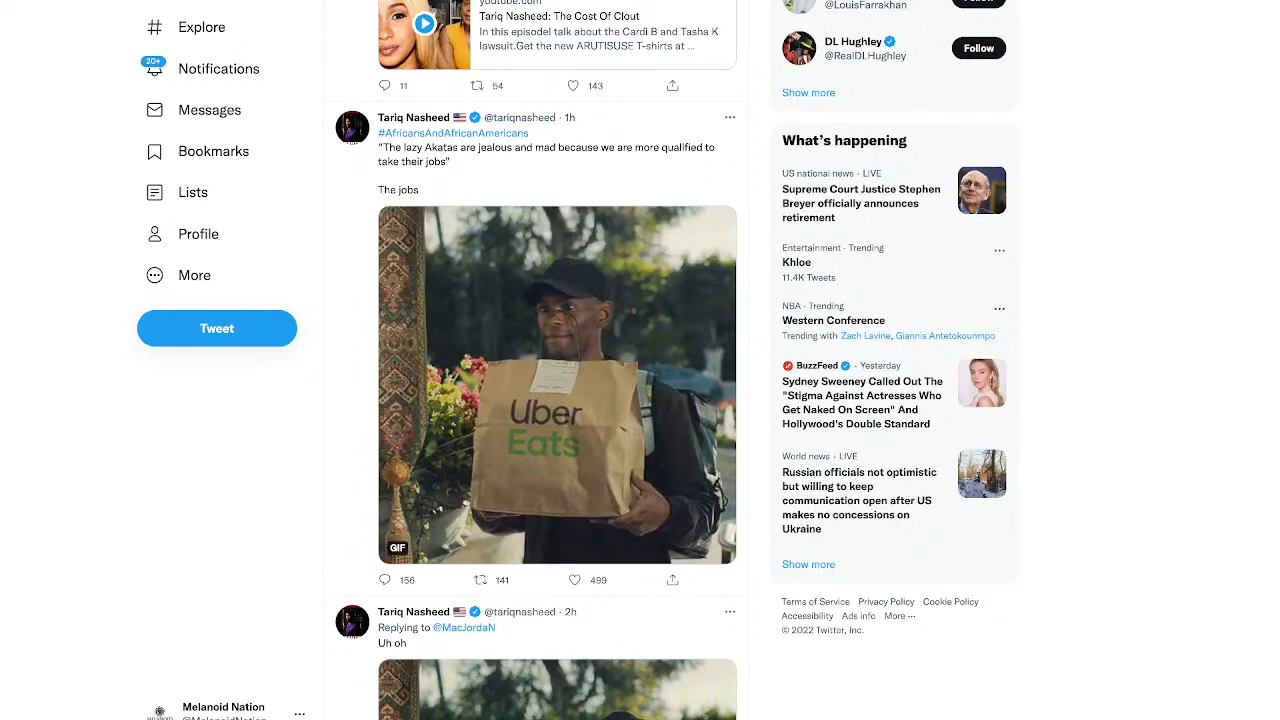 youtube.com
Tariq Nasheed: The Cost Of Clout
In this episodeI talk about the Cardi B and Tasha K
lawsuit.Get the new ARUTISUSE T-shirts at ...
11 54 143
Explore
20+
Notifications
Messages
Bookmarks
Lists
Profile
More
Tweet
Tariq Nasheed @tariqnasheed · 1h
#AfricansAndAfricanAmericans
"The lazy Akatas are jealous and mad because we are more qualified to
take their jobs"
The jobs
Uber
Eats
GIF
156 141 499
Tariq Nasheed @tariqnasheed · 2h
Replying to @MacJordaN
Uh oh
Melanoid Nation
@MelanoidNation
@LouisFarrakhan
Follow
DL Hughley
@RealDLHughley
Follow
Show more
What's happening
US national news · LIVE
Supreme Court Justice Stephen
Breyer officially announces
retirement
Entertainment · Trending
Khloe
11.4K Tweets
NBA · Trending
Western Conference
Trending with Zach Lavine, Giannis Antetokounmpo
BuzzFeed · Yesterday
Sydney Sweeney Called Out The
"Stigma Against Actresses Who
Get Naked On Screen" And
Hollywood's Double Standard
World news · LIVE
Russian officials not optimistic
but willing to keep
communication open after US
makes no concessions on
Ukraine
Show more
Terms of Service Privacy Policy Cookie Policy
Accessibility Ads info More ···
© 2022 Twitter, Inc.